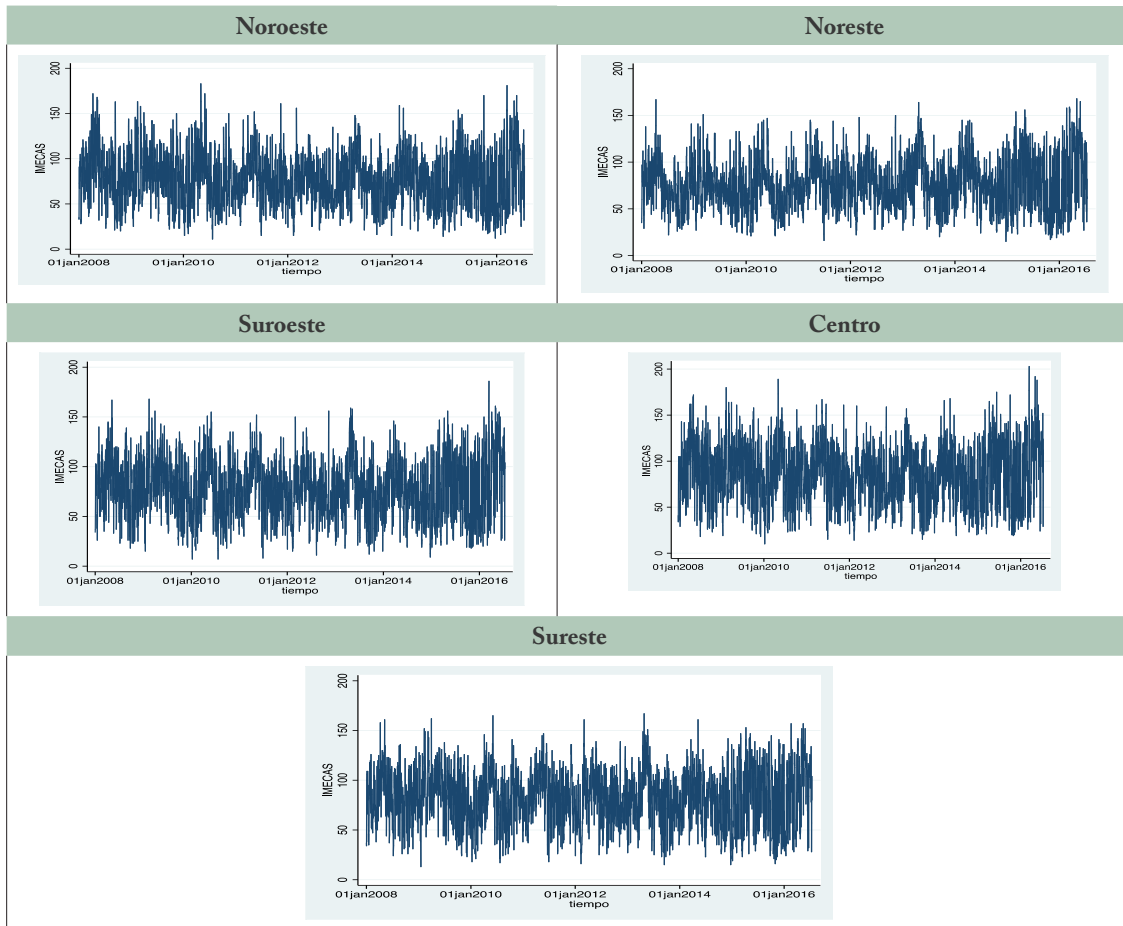 Noroeste
Noreste
IMECAS
200
150
100
50
0
01jan2008
01jan2010
01jan2012
01jan2014
01jan2016
tiempo
IMECAS
200
150
100
50
0
01jan2008
01jan2010
01jan2012
01jan2014
01jan2016
tiempo
Suroeste
Centro
IMECAS
200
150
100
50
0
01jan2008
01jan2010
01jan2012
01jan2014
01jan2016
tiempo
IMECAS
200
150
100
50
0
01jan2008
01jan2010
01jan2012
01jan2014
01jan2016
tiempo
Sureste
IMECAS
200
150
100
50
0
01jan2008
01jan2010
01jan2012
01jan2014
01jan2016
tiempo